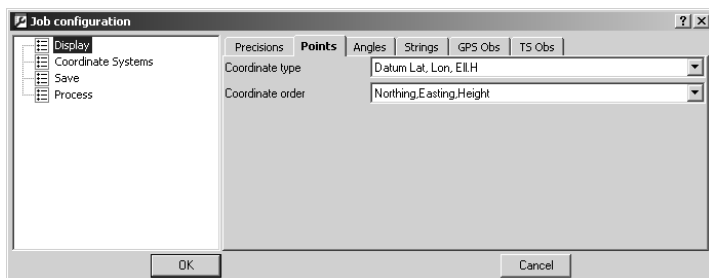 Job configuration
Display
Coordinate Systems
Save
Process
Precisions Points Angles Strings GPS Obs TS Obs
Coordinate type Datum Lat, Lon, Ell.H
Coordinate order Northing,Easting,Height
OK Cancel